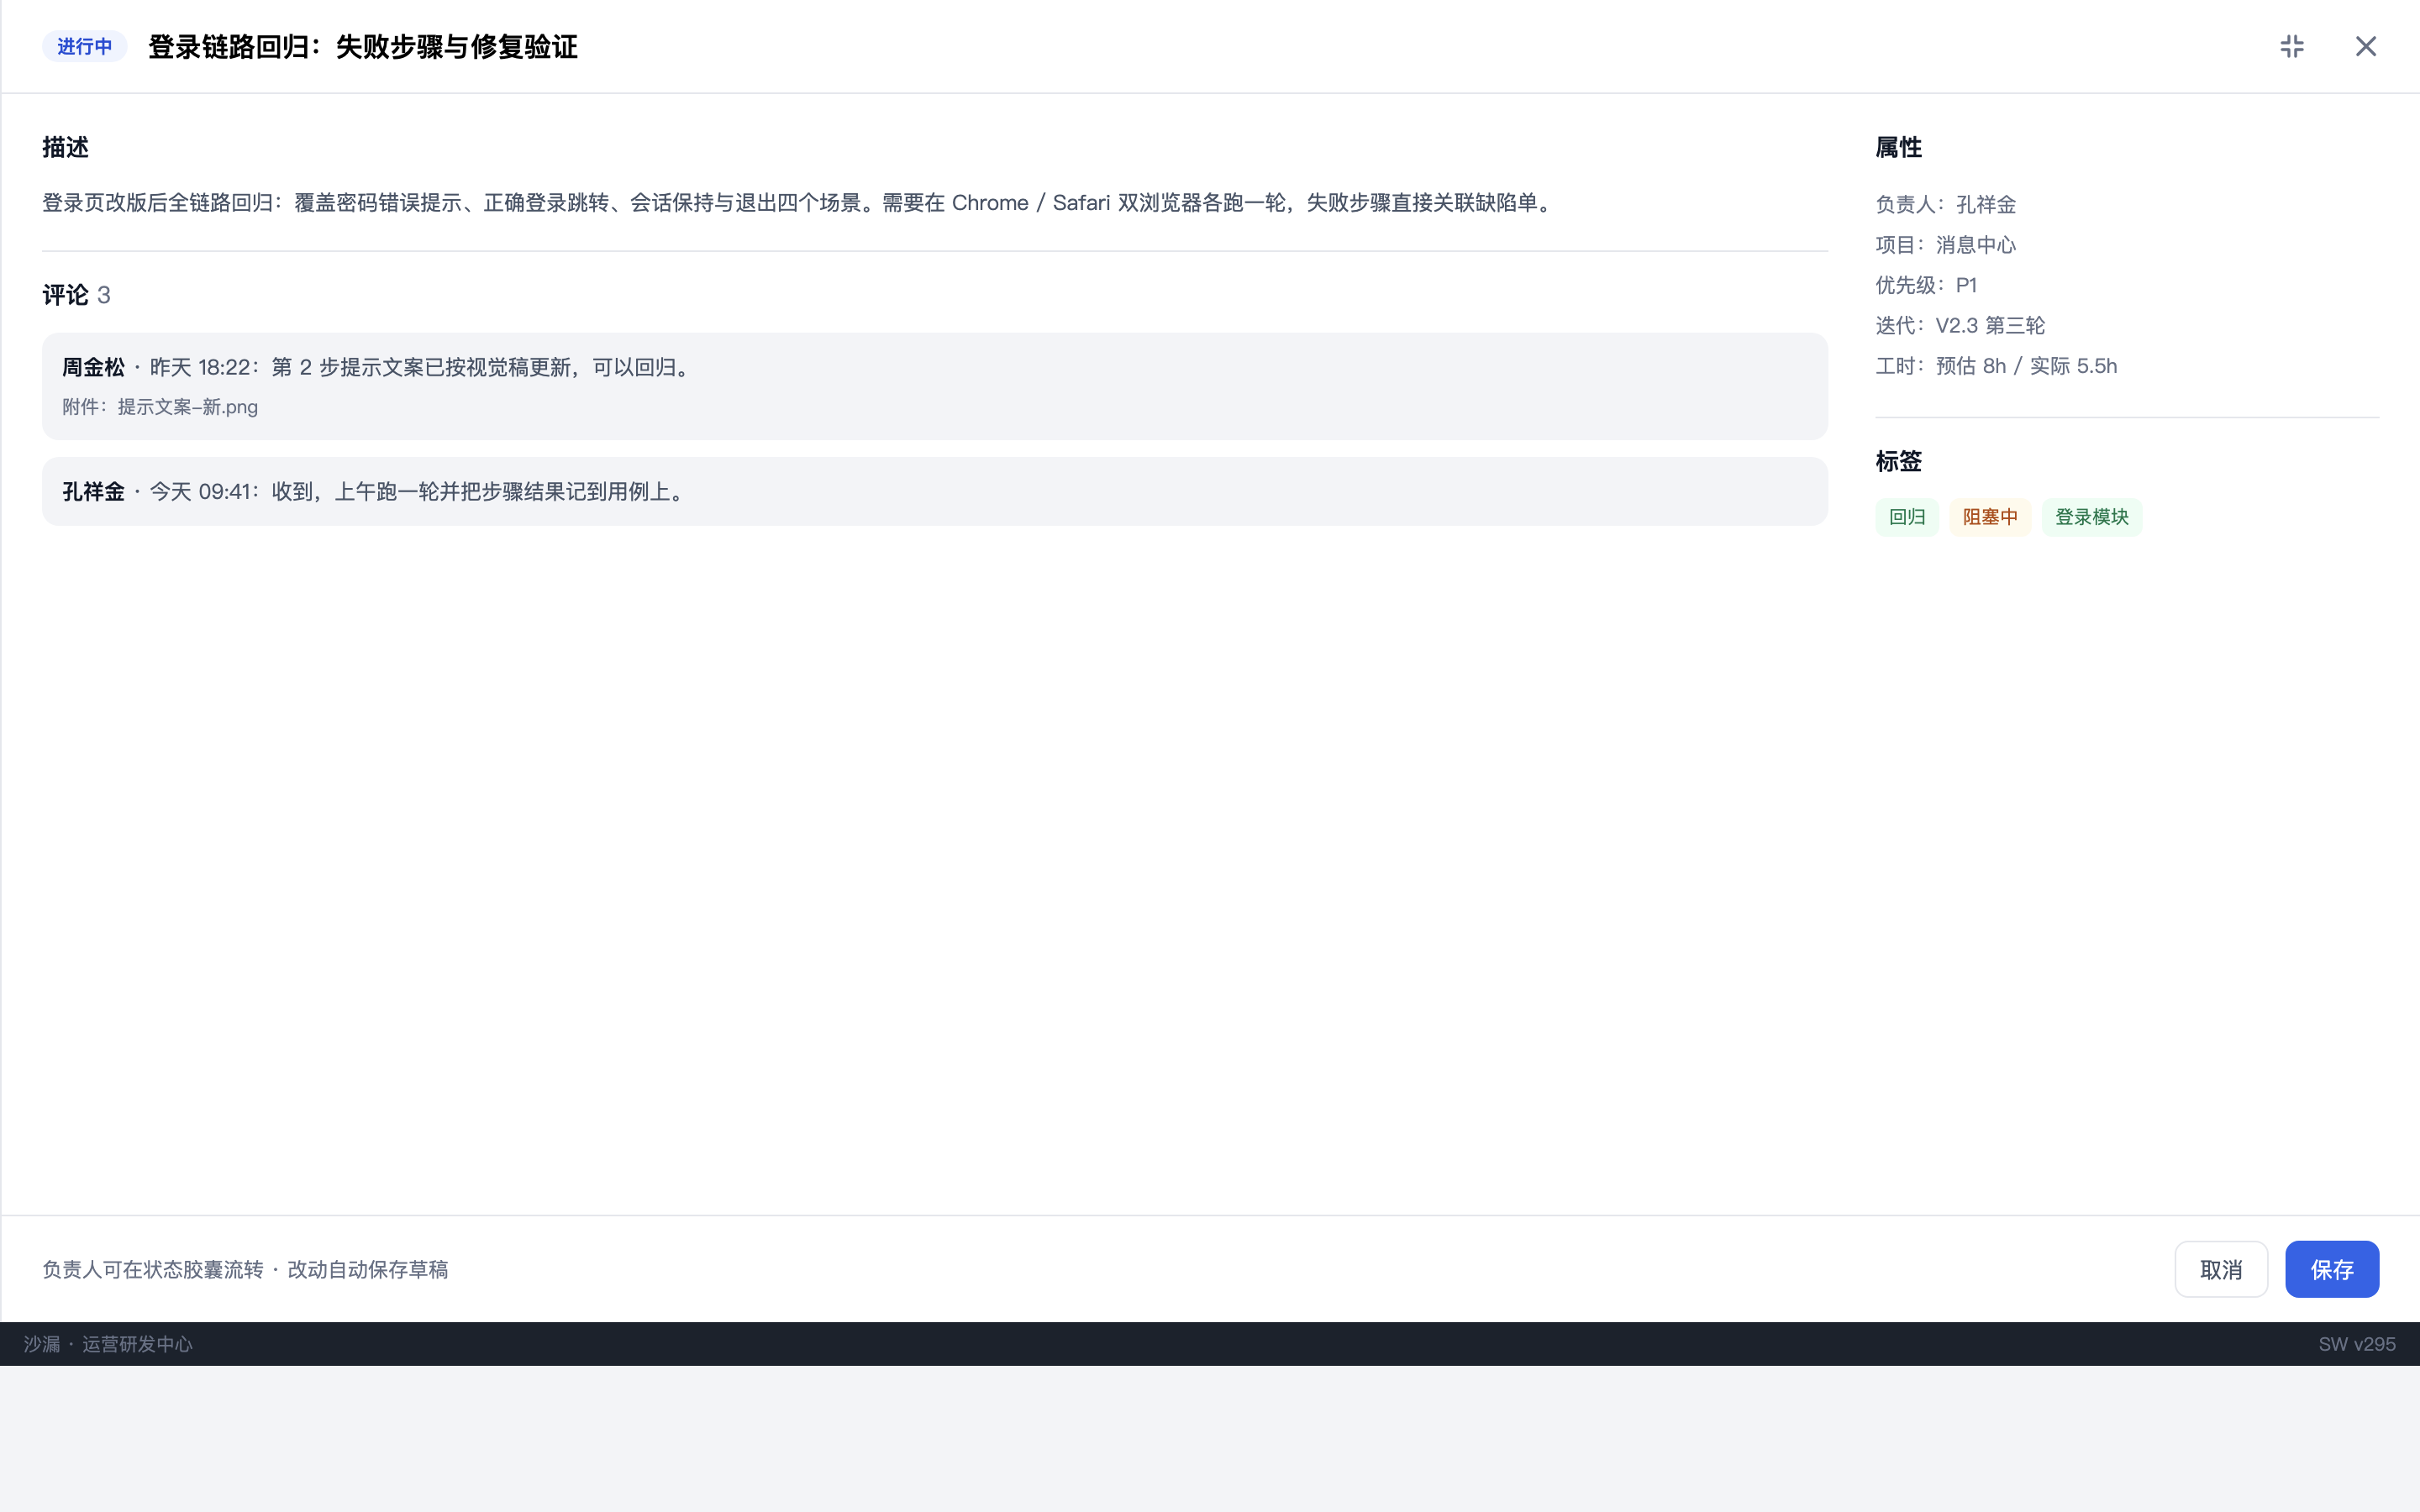 进行中 登录链路回归：失败步骤与修复验证
描述
登录页改版后全链路回归：覆盖密码错误提示、正确登录跳转、会话保持与退出四个场景。需要在 Chrome / Safari 双浏览器各跑一轮，失败步骤直接关联缺陷单。
评论 3
周金松 · 昨天 18:22：第 2 步提示文案已按视觉稿更新，可以回归。
附件：提示文案-新.png
孔祥金 · 今天 09:41：收到，上午跑一轮并把步骤结果记到用例上。
属性
负责人：孔祥金
项目：消息中心
优先级：P1
迭代：V2.3 第三轮
工时：预估 8h / 实际 5.5h
标签
回归 阻塞中 登录模块
负责人可在状态胶囊流转 · 改动自动保存草稿
取消 保存
沙漏 · 运营研发中心
SW v295